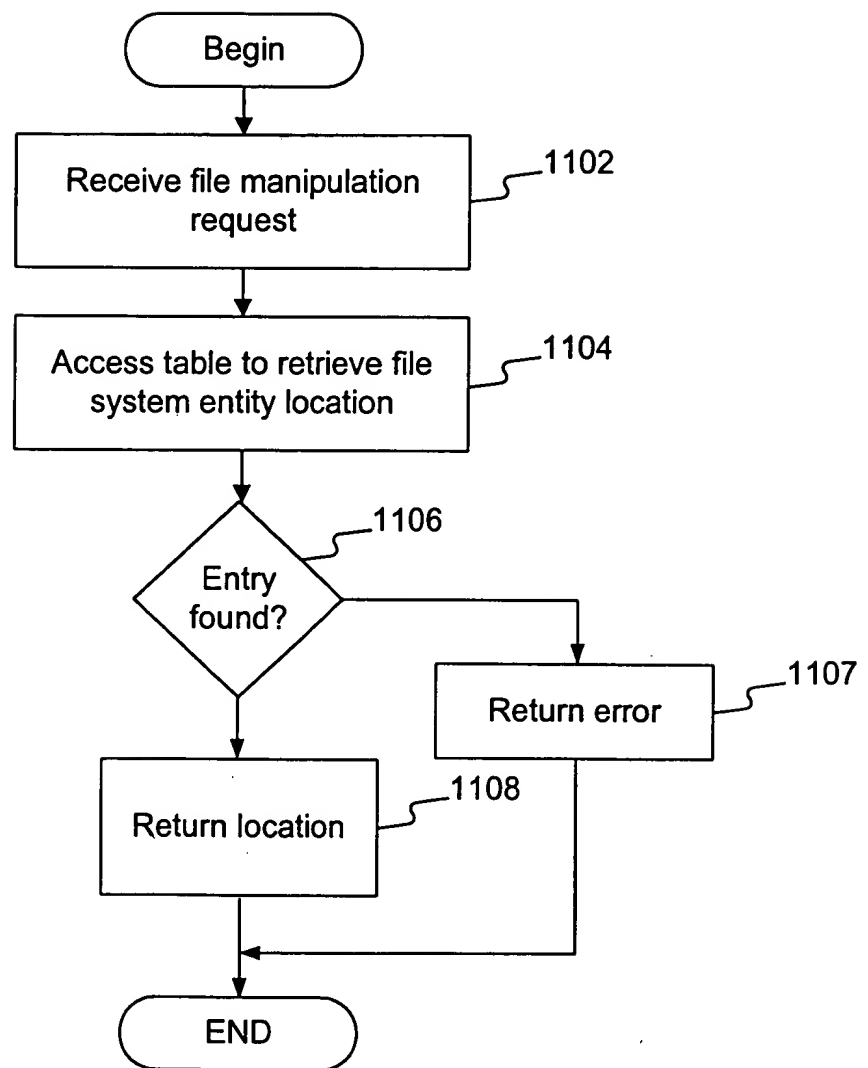 Begin
Receive file manipulation
request
1102
Access table to retrieve file
system entity location
1104
Entry
found?
1106
Return error
1107
Return location
1108
END